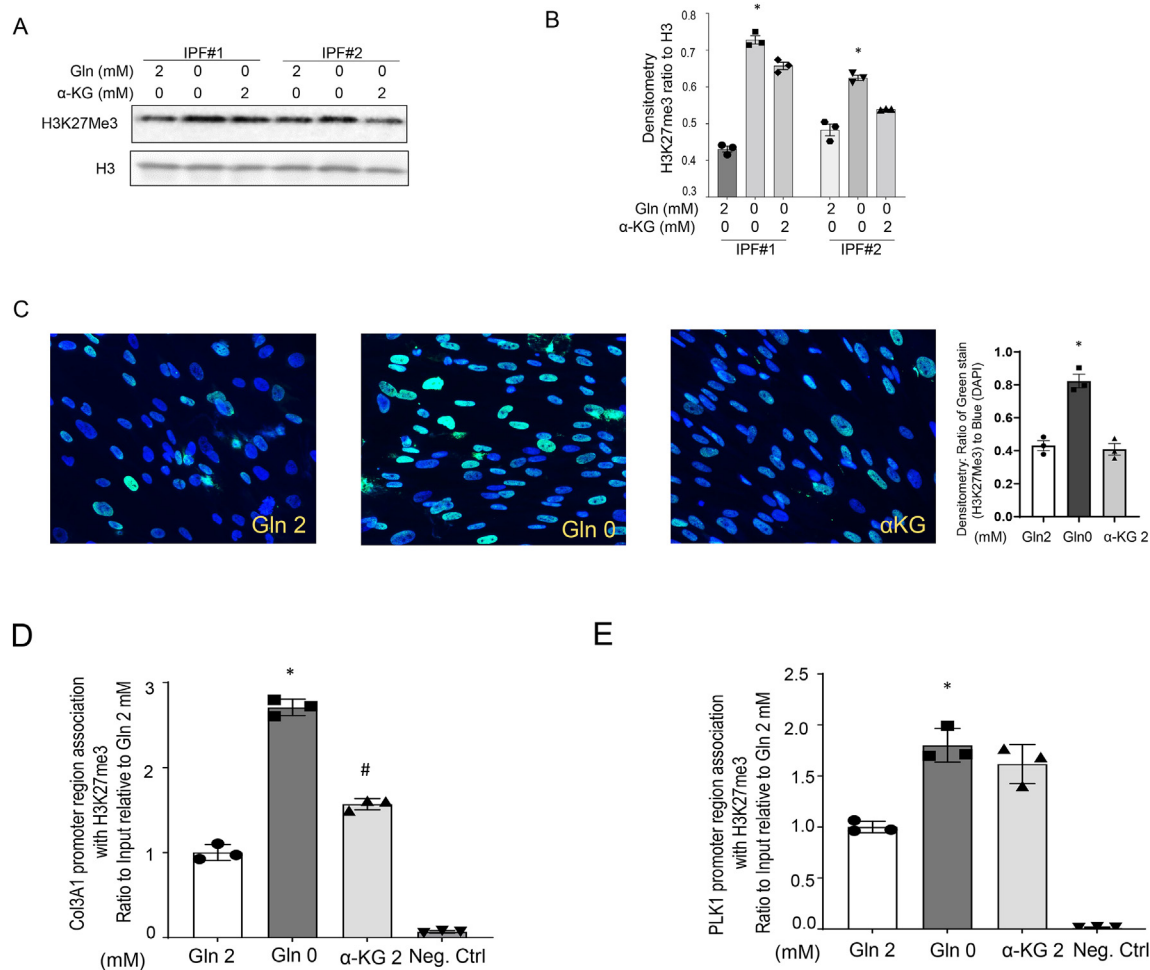 A
IPF#1 IPF#2
Gln (mM) 2 0 0 2 0 0
α-KG (mM) 0 0 2 0 0 2
H3K27Me3
H3
B
Densitometry
H3K27me3 ratio to H3
0.8
0.7
0.6
0.5
0.4
0.3
*
*
Gln (mM) 2 0 0 2 0 0
α-KG (mM) 0 0 2 0 0 2
IPF#1 IPF#2
C
Gln 2
Gln 0
αKG
Densitometry: Ratio of Green stain
(H3K27Me3) to Blue (DAPI)
1.0
0.8
0.6
0.4
0.2
0.0
*
(mM) Gln2 Gln0 α-KG 2
D
Col3A1 promoter region association
with H3K27me3
Ratio to Input relative to Gln 2 mM
3
2
1
0
*
#
(mM) Gln 2 Gln 0 α-KG 2 Neg. Ctrl
E
PLK1 promoter region association
with H3K27me3
Ratio to Input relative to Gln 2 mM
2.5
2.0
1.5
1.0
0.5
0.0
*
(mM) Gln 2 Gln 0 α-KG 2 Neg. Ctrl